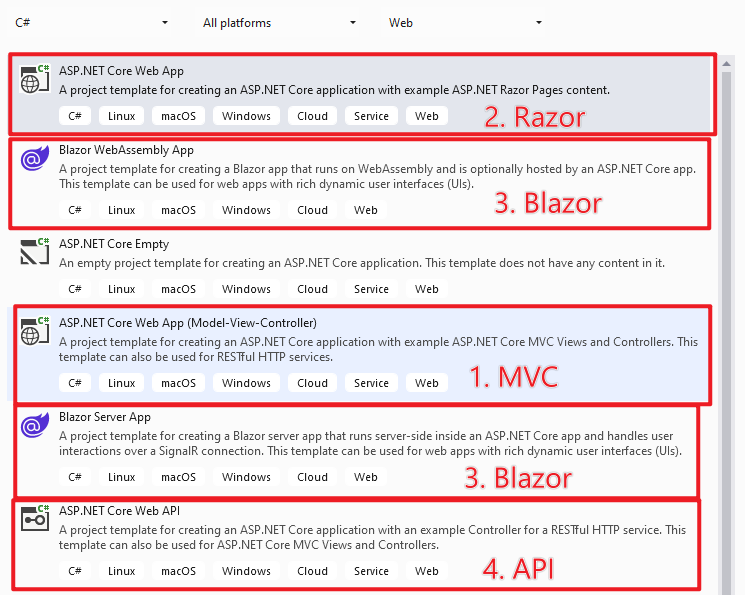 C# All platforms Web
C#
ASP.NET Core Web App
A project template for creating an ASP.NET Core application with example ASP.NET Razor Pages content.
C# Linux macOS Windows Cloud Service Web
2. Razor
Blazor WebAssembly App
A project template for creating a Blazor app that runs on WebAssembly and is optionally hosted by an ASP.NET Core app.
This template can be used for web apps with rich dynamic user interfaces (UIs).
C# Linux macOS Windows Cloud Web
3. Blazor
C#
ASP.NET Core Empty
An empty project template for creating an ASP.NET Core application. This template does not have any content in it.
C# Linux macOS Windows Cloud Service Web
C#
ASP.NET Core Web App (Model-View-Controller)
A project template for creating an ASP.NET Core application with example ASP.NET Core MVC Views and Controllers. This
template can also be used for RESTful HTTP services.
C# Linux macOS Windows Cloud Service Web
1. MVC
Blazor Server App
A project template for creating a Blazor server app that runs server-side inside an ASP.NET Core app and handles user
interactions over a SignalR connection. This template can be used for web apps with rich dynamic user interfaces (UIs).
C# Linux macOS Windows Cloud Web
3. Blazor
C#
ASP.NET Core Web API
A project template for creating an ASP.NET Core application with an example Controller for a RESTful HTTP service. This
template can also be used for ASP.NET Core MVC Views and Controllers.
C# Linux macOS Windows Cloud Service Web
4. API